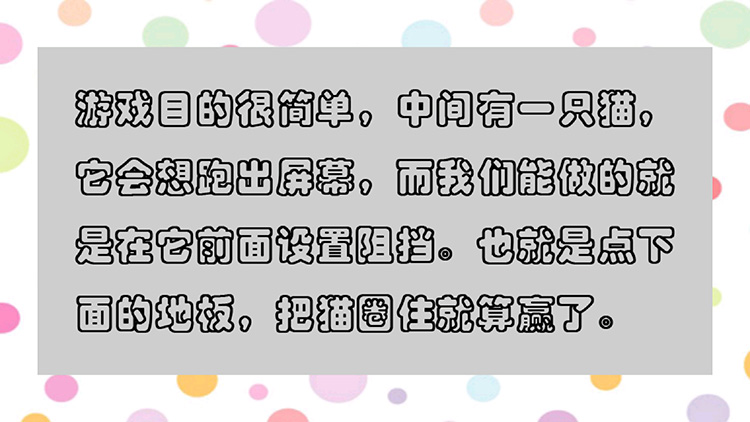 游戏目的很简单，中间有一只猫，
它会想跑出屏幕，而我们能做的就
是在它前面设置阻挡。也就是点下
面的地板，把猫圈住就算赢了。